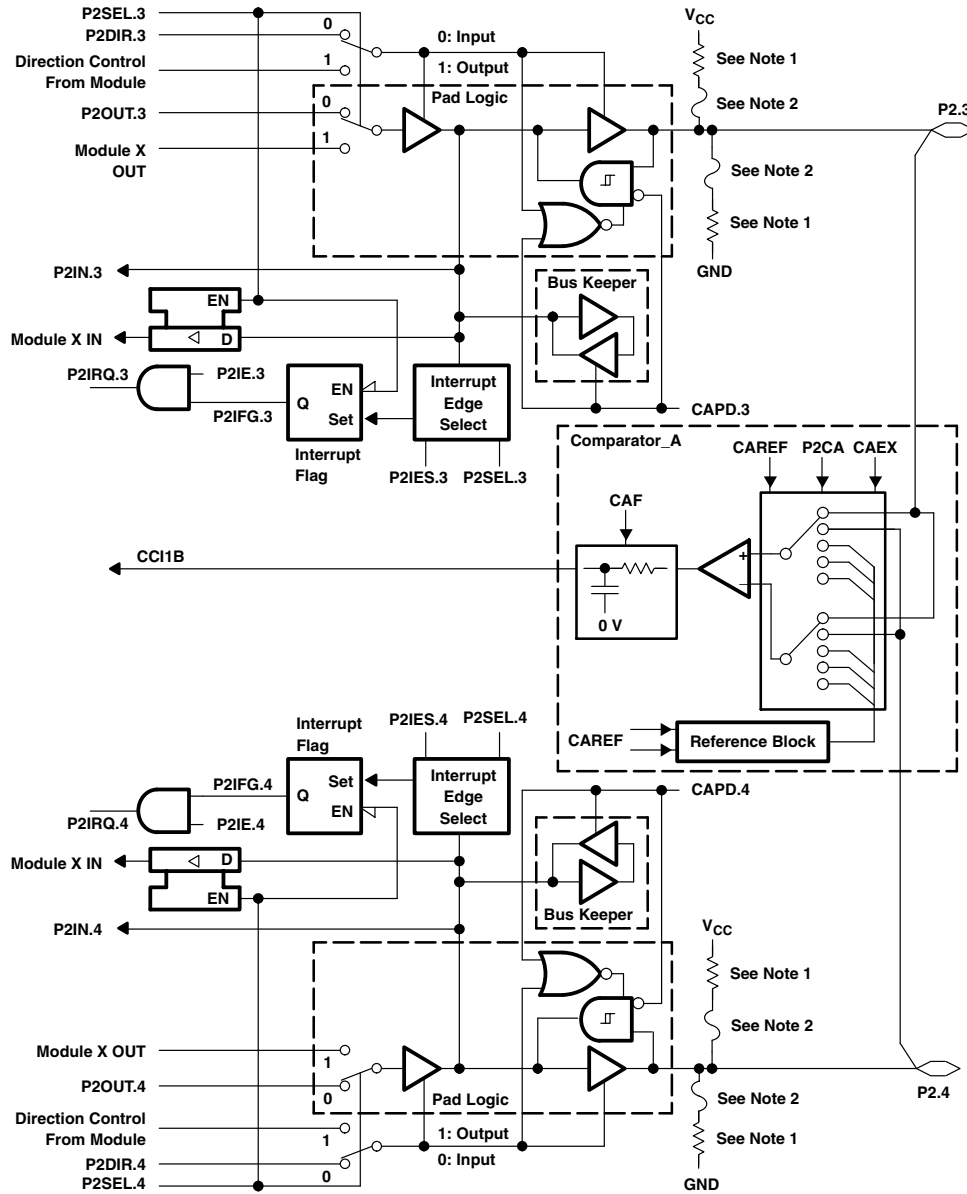 P2SEL.3
P2DIR.3
0
0: Input
Direction Control
From Module
1
1: Output
Pad Logic
P2OUT.3
0
Module X
OUT
1
VCC
See Note 1
See Note 2
P2.3
See Note 2
See Note 1
GND
P2IN.3
Bus Keeper
EN
Module X IN
D
P2IRQ.3
P2IE.3
P2IFG.3
Q
EN
Set
Interrupt
Flag
Interrupt
Edge
Select
P2IES.3
P2SEL.3
CAPD.3
Comparator_A
CAREF
P2CA
CAEX
CAF
CCI1B
+
−
0 V
CAREF
Reference Block
Interrupt
Flag
P2IES.4
P2SEL.4
P2IFG.4
P2IRQ.4
P2IE.4
Q
Set
EN
Interrupt
Edge
Select
CAPD.4
Module X IN
D
EN
Bus Keeper
P2IN.4
VCC
See Note 1
See Note 2
Module X OUT
1
P2OUT.4
0
Pad Logic
P2.4
See Note 2
See Note 1
GND
Direction Control
From Module
1
1: Output
P2DIR.4
0: Input
0
P2SEL.4